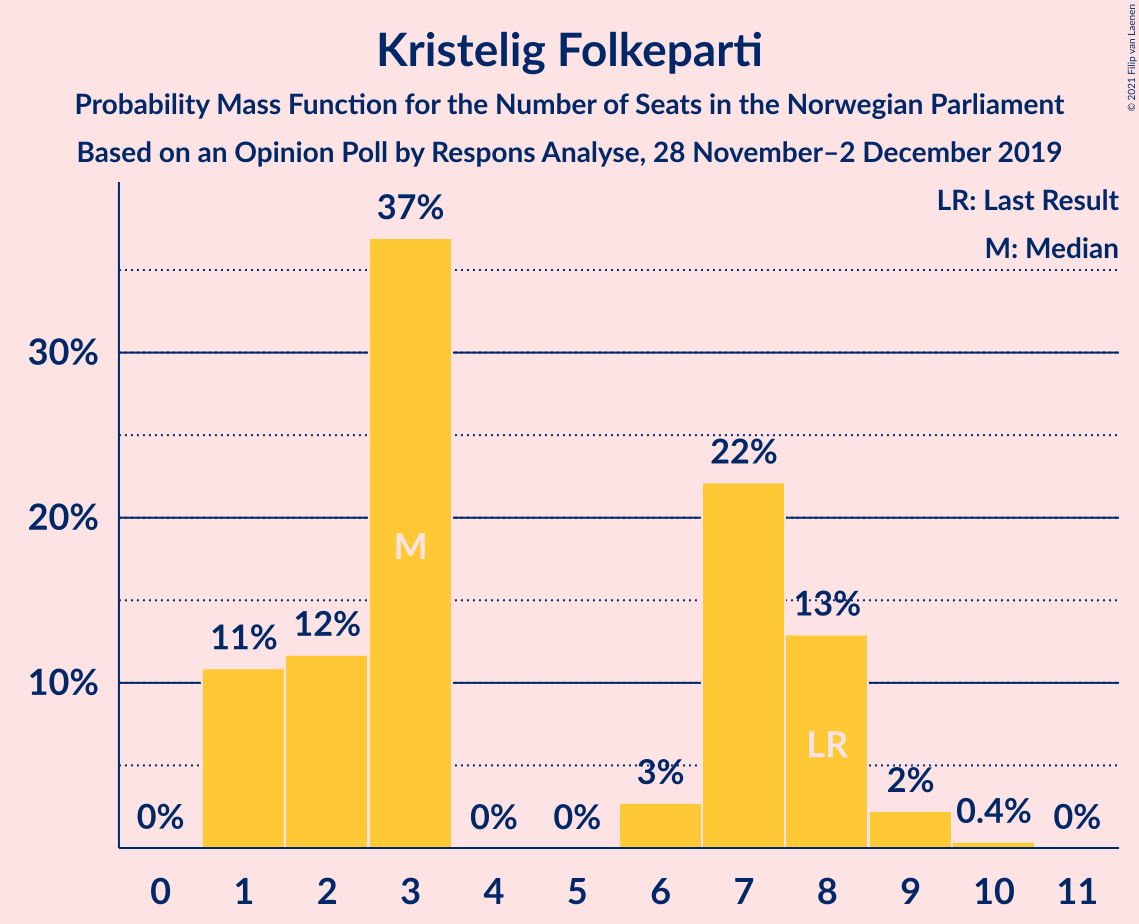 Kristelig Folkeparti
Probability Mass Function for the Number of Seats in the Norwegian Parliament
Based on an Opinion Poll by Respons Analyse, 28 November–2 December 2019
© 2021 Filip van Laenen
LR: Last Result
M: Median
37%
30%
22%
20%
M
13%
12%
11%
10%
LR
3%
2%
0.4%
0% 0% 0% 0%
0 1 2 3 4 5 6 7 8 9 10 11